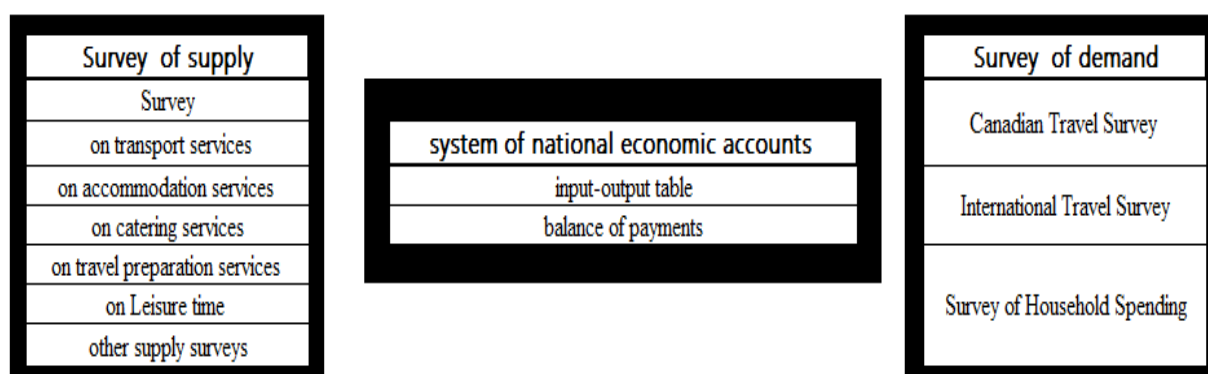 Survey of supply
Survey
on transport services
on accommodation services
on catering services
on travel preparation services
on Leisure time
other supply surveys
system of national economic accounts
input-output table
balance of payments
Survey of demand
Canadian Travel Survey
International Travel Survey
Survey of Household Spending